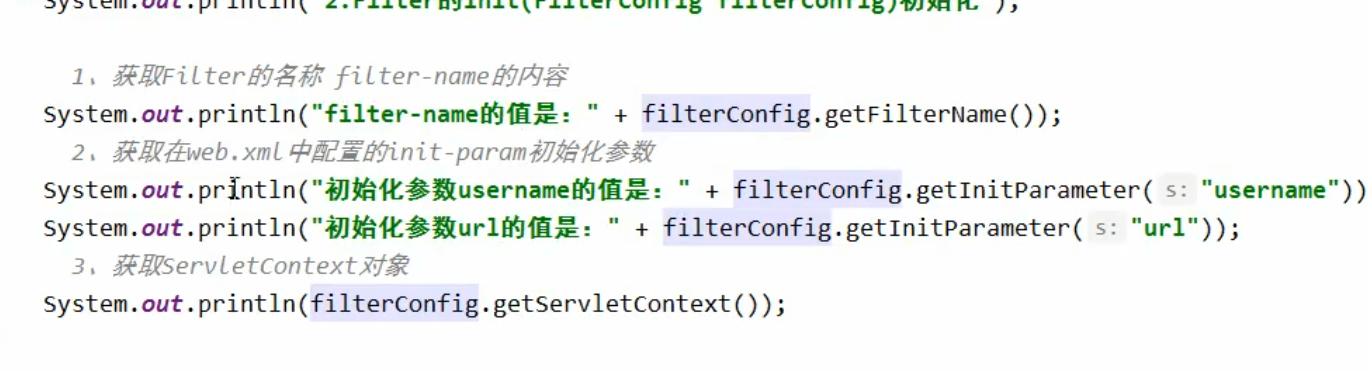 System.out.println("2.Filter的init(FilterConfig filterConfig)初始化");
1、获取Filter的名称 filter-name的内容
System.out.println("filter-name的值是：" + filterConfig.getFilterName());
2、获取在web.xml中配置的init-param初始化参数
System.out.println("初始化参数username的值是：" + filterConfig.getInitParameter( s: "username"))
System.out.println("初始化参数url的值是：" + filterConfig.getInitParameter( s: "url"));
3、获取ServletContext对象
System.out.println(filterConfig.getServletContext());